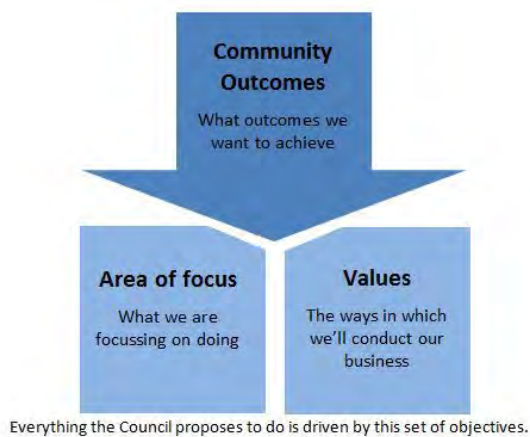 Community
Outcomes
What outcomes we
want to achieve
Area of focus
What we are
focussing on doing
Values
The ways in which
we'll conduct our
business
Everything the Council proposes to do is driven by this set of objectives.